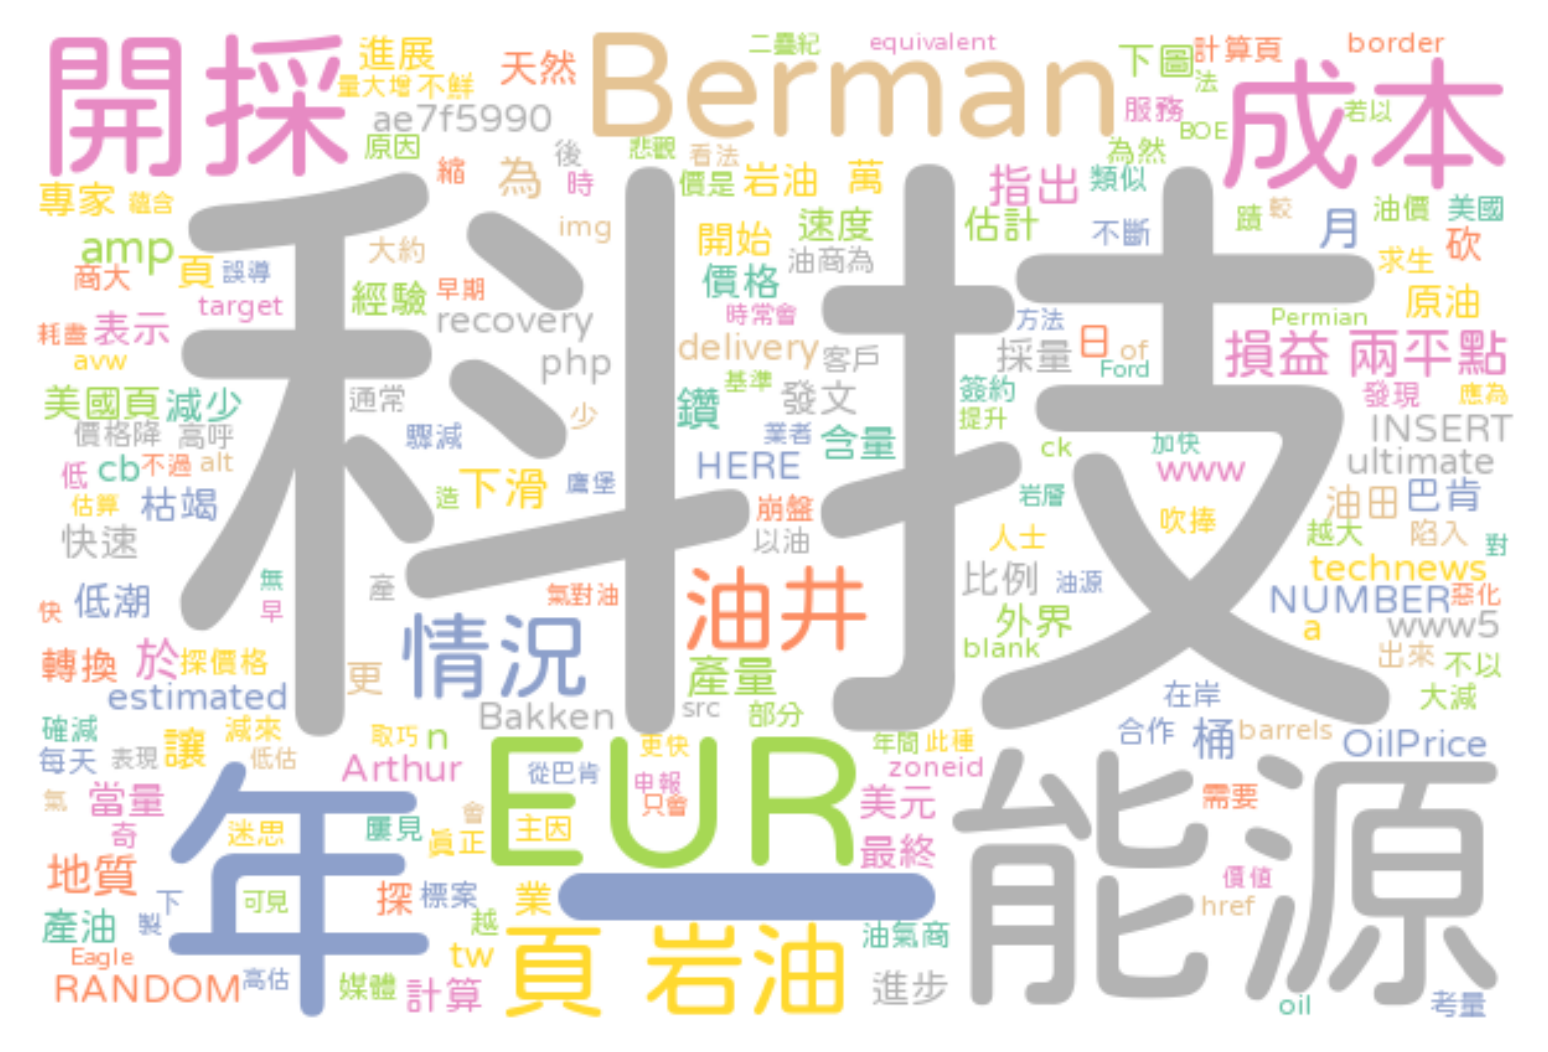 開採
進展
量大增
不鮮
天然
Berman
二疊紀
equivalent
下圖
計算頁
法
border
成本
ae7f5990
原因
縮
後
為
時
悲觀
看法
價是
岩油
萬
服務
BOE
為然
若以
指出
類似
專家
蘊含
科技
img
開始
速度
估計
不斷
月
蹟
較
油價
美國
砍
amp
大約
商大
頁
誤導
target
經驗
早期
recovery
價格
油商為
時常會
方法
求生
原油
Permian
耗盡
表示
avw
php
delivery
客戶
採量
日
of
Ford
損益
兩平點
美國頁
減少
通常
少
鑽
基準
發文
簽約
提升
發現
應為
價格降
高呼
驟減
業者
含量
ck
加快
INSERT
低
cb
不過
alt
HERE
www
ultimate
估算
枯竭
造
下滑
鷹堡
崩盤
岩層
吹捧
油田
巴肯
快速
以油
人士
越大
陷入
對
無
產
氣對油
油井
比例
油源
technews
快
低潮
早
情況
外界
NUMBER
惡化
a
www5
轉換
於
探價格
更
產量
blank
出來
不以
estimated
Bakken
src
部分
在岸
大減
確減
讓
減來
取巧
n
EUR
更快
年間
此種
合作
桶
barrels
OilPrice
每天
表現
低估
Arthur
從巴肯
申報
zoneid
氣
當量
會
只會
美元
能源
需要
奇
年
迷思
屢見
真正
主因
最終
地質
價值
下
可見
探
標案
業
一
href
產油
製
越
頁
岩油
油氣商
Eagle
tw
RANDOM
高估
媒體
計算
進步
oil
考量